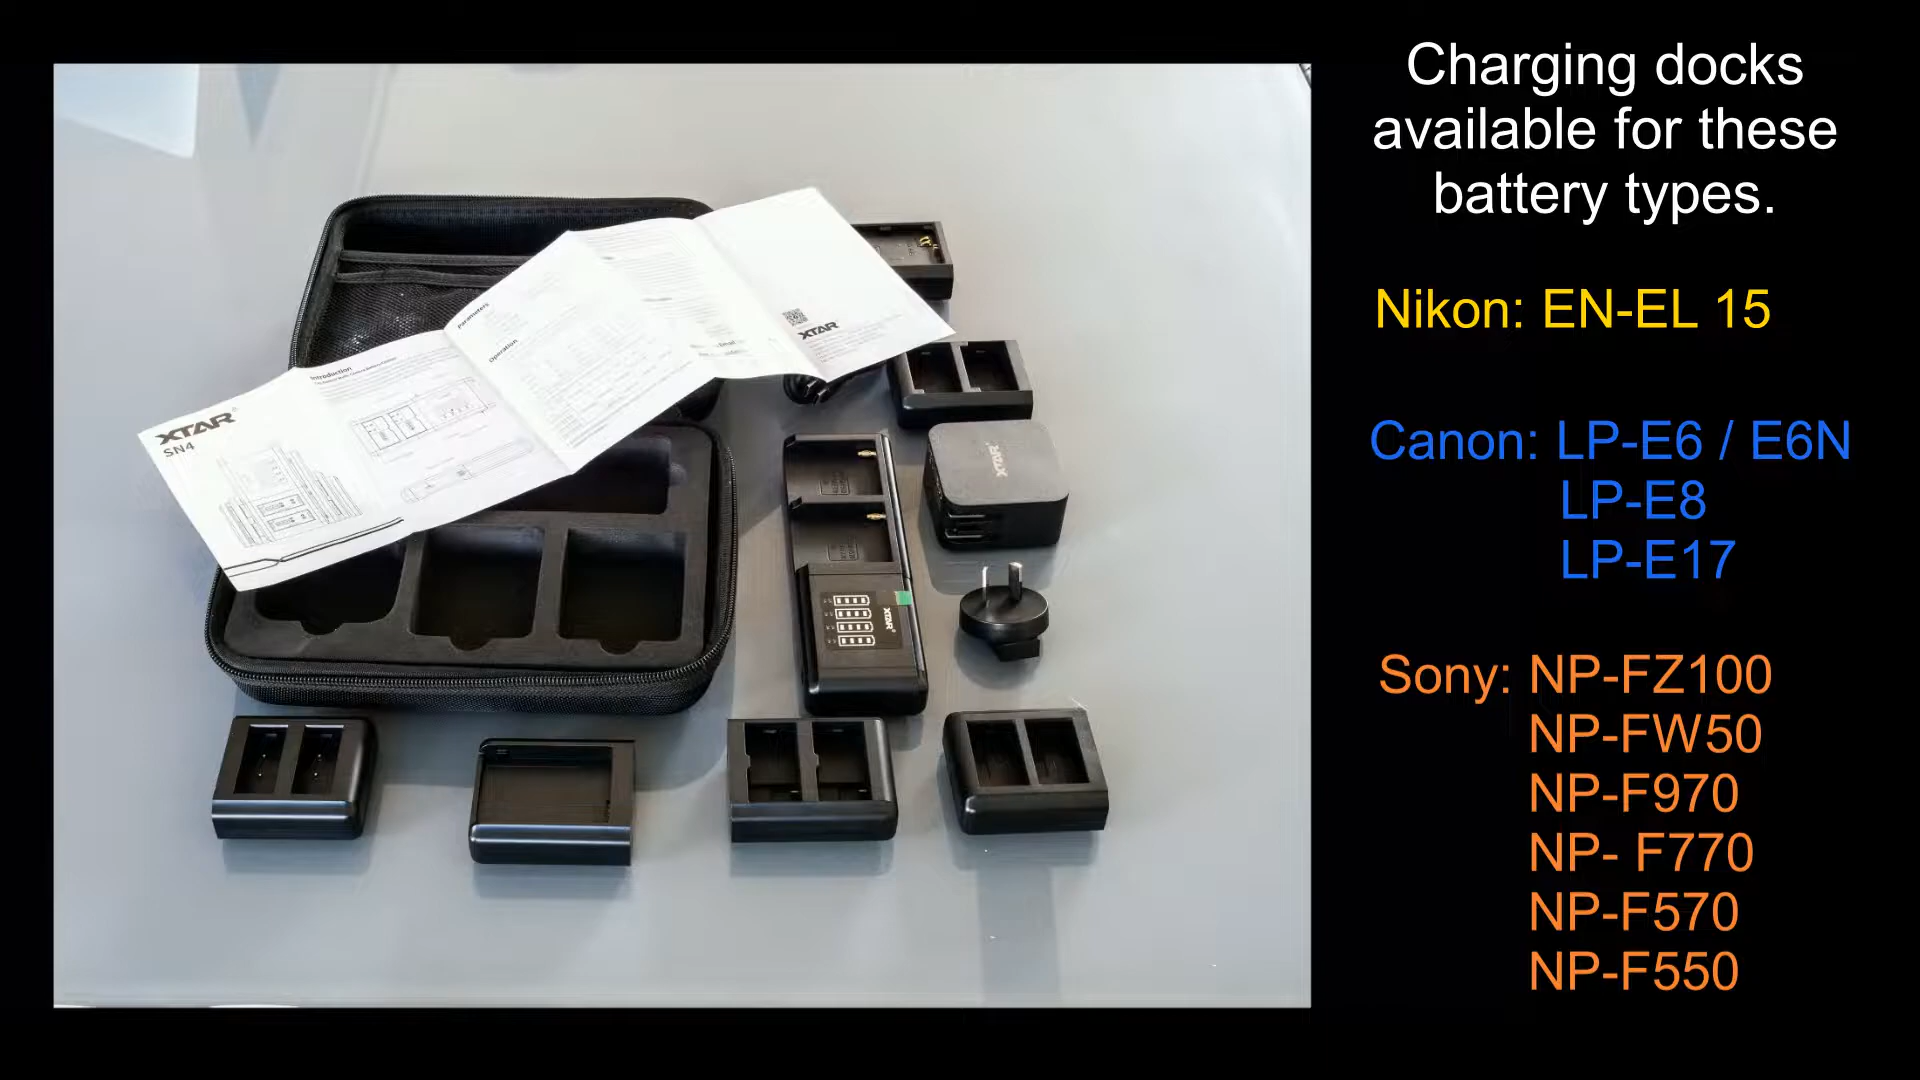 Charging docks
available for these
battery types.
Nikon: EN-EL 15
Canon: LP-E6 / E6N
LP-E8
LP-E17
Sony: NP-FZ100
NP-FW50
NP-F970
NP- F770
NP-F570
NP-F550
XTAR
SN4
Introduction
Parameters
Operation
XTAR
XTAR
XTAR